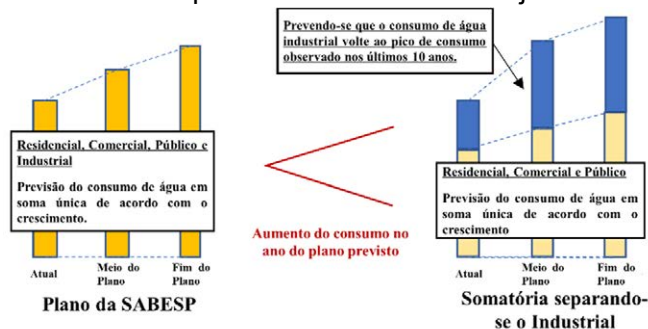 Prevendo-se que o consumo de água
industrial volte ao pico de consumo
observado nos últimos 10 anos.
Residencial, Comercial, Público e
Industrial
Previsão do consumo de água em
soma única de acordo com o
crescimento.
Atual
Meio do
Plano
Fim do
Plano
Plano da SABESP
Aumento do consumo no
ano do plano previsto
Residencial, Comercial e Público
Previsão do consumo de água em
soma única de acordo com o
crescimento
Atual
Meio do
Plano
Fim do
Plano
Somatória separando-
se o Industrial